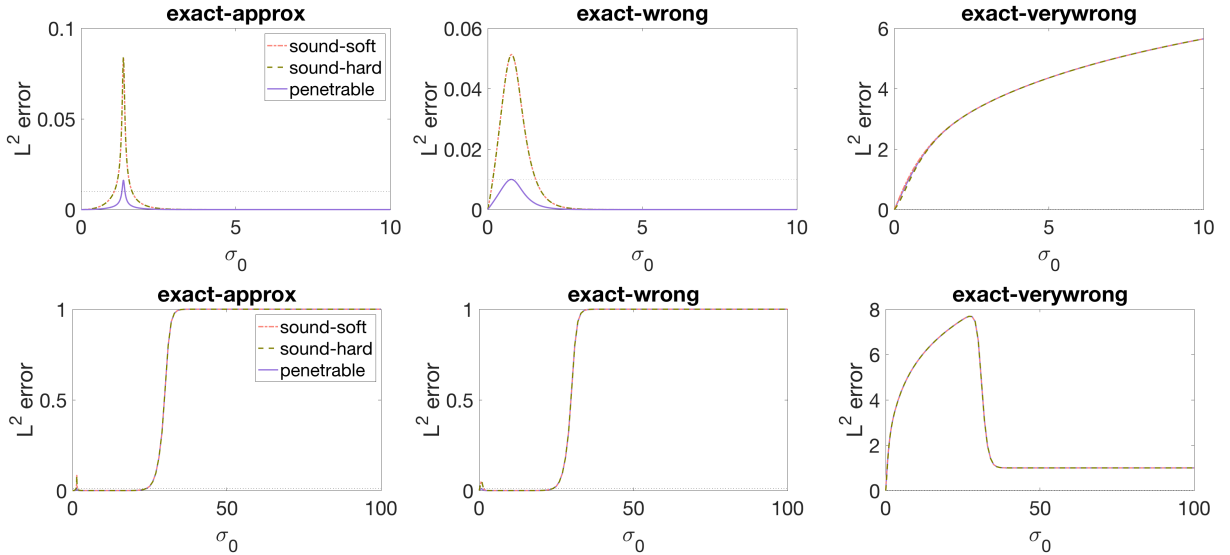 exact-approx
0.1
0.05
0
L2 error
0
5
10
σ0
sound-soft
sound-hard
penetrable
exact-wrong
0.06
0.04
0.02
0
L2 error
0
5
10
σ0
exact-verywrong
6
4
2
0
L2 error
0
5
10
σ0
exact-approx
1
0.5
0
L2 error
0
50
100
σ0
sound-soft
sound-hard
penetrable
exact-wrong
1
0.5
0
L2 error
0
50
100
σ0
exact-verywrong
8
6
4
2
0
L2 error
0
50
100
σ0